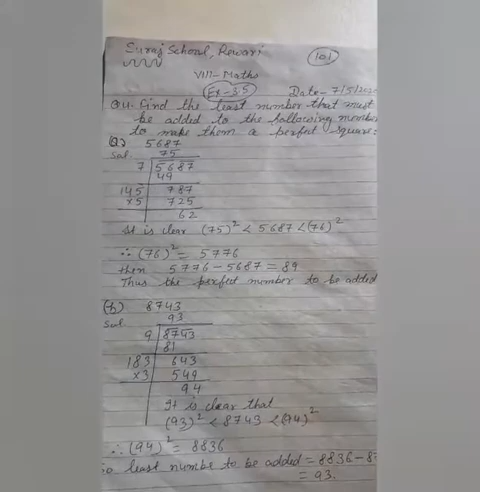 Suraj School, Rewari
101
VIII- Maths
Ex-3.5
Date- 7/5/202
Q4. Find the least number that must
be added to the following number
to make them a perfect square:
(a) 5687
Sol. 75
7 5687
49
145 787
×5 725
62
It is clear (75)² < 5687 < (76)²
∴ (76)² = 5776
then 5776 - 5687 = 89
Thus the perfect number to be added
(b) 8743
Sol. 93
9 8743
81
183 643
×3 549
94
It is clear that
(93)² < 8743 < (94)²
∴ (94)² = 8836
So least number to be added = 8836 - 87
= 93.